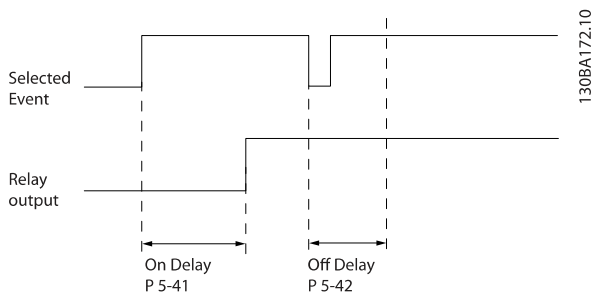 130BA172.10
Selected
Event
Relay
output
On Delay
P 5-41
Off Delay
P 5-42